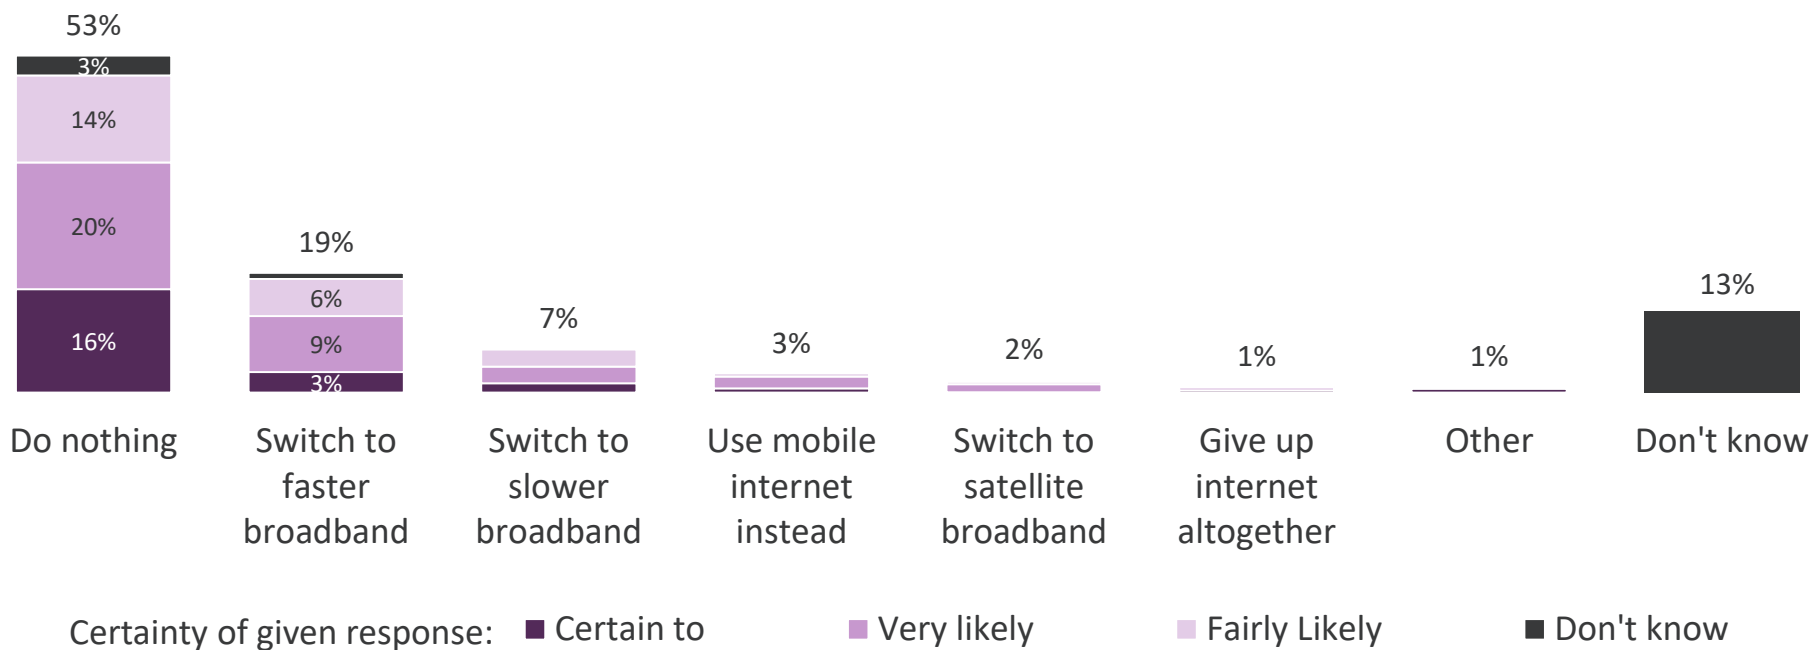 53%
3%
14%
20%
16%
19%
6%
9%
3%
7%
3%
2%
1%
1%
13%
Do nothing
Switch to
faster
broadband
Switch to
slower
broadband
Use mobile
internet
instead
Switch to
satellite
broadband
Give up
internet
altogether
Other
Don't know
Certainty of given response: Certain to Very likely Fairly Likely Don't know